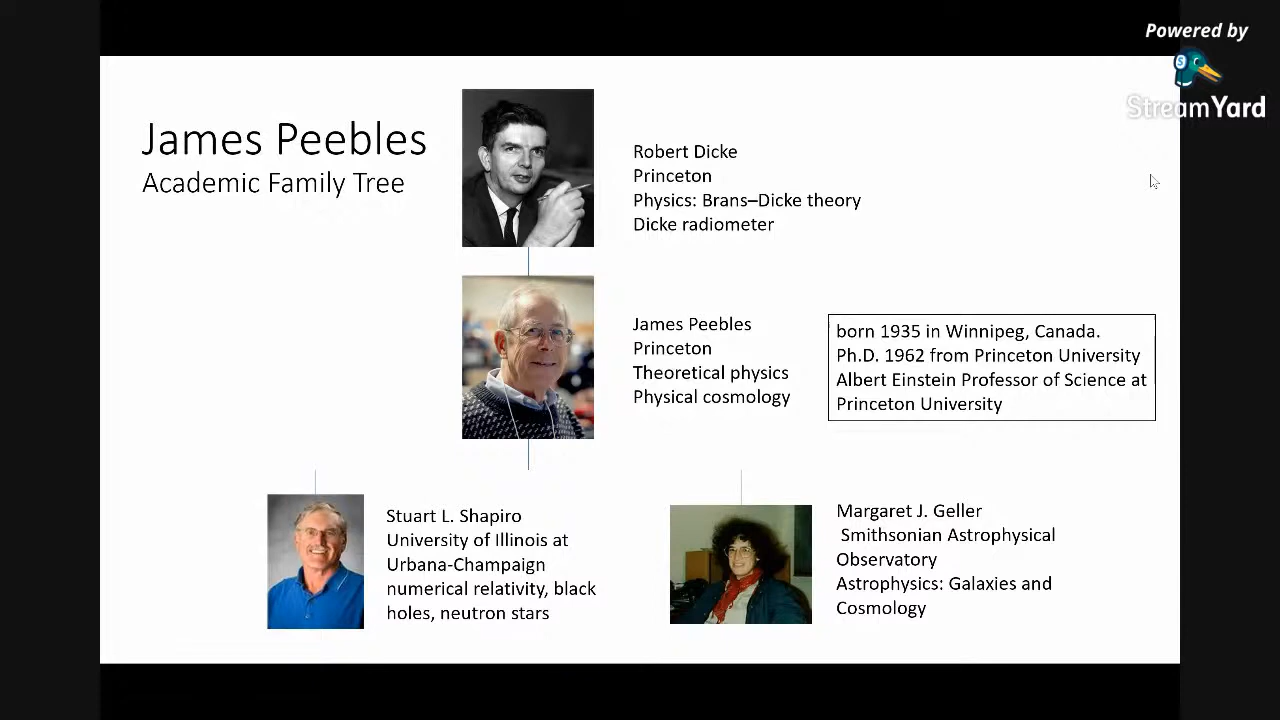 Powered by
StreamYard
James Peebles
Academic Family Tree
Robert Dicke
Princeton
Physics: Brans–Dicke theory
Dicke radiometer
James Peebles
Princeton
Theoretical physics
Physical cosmology
born 1935 in Winnipeg, Canada.
Ph.D. 1962 from Princeton University
Albert Einstein Professor of Science at
Princeton University
Stuart L. Shapiro
University of Illinois at
Urbana-Champaign
numerical relativity, black
holes, neutron stars
Margaret J. Geller
Smithsonian Astrophysical
Observatory
Astrophysics: Galaxies and
Cosmology